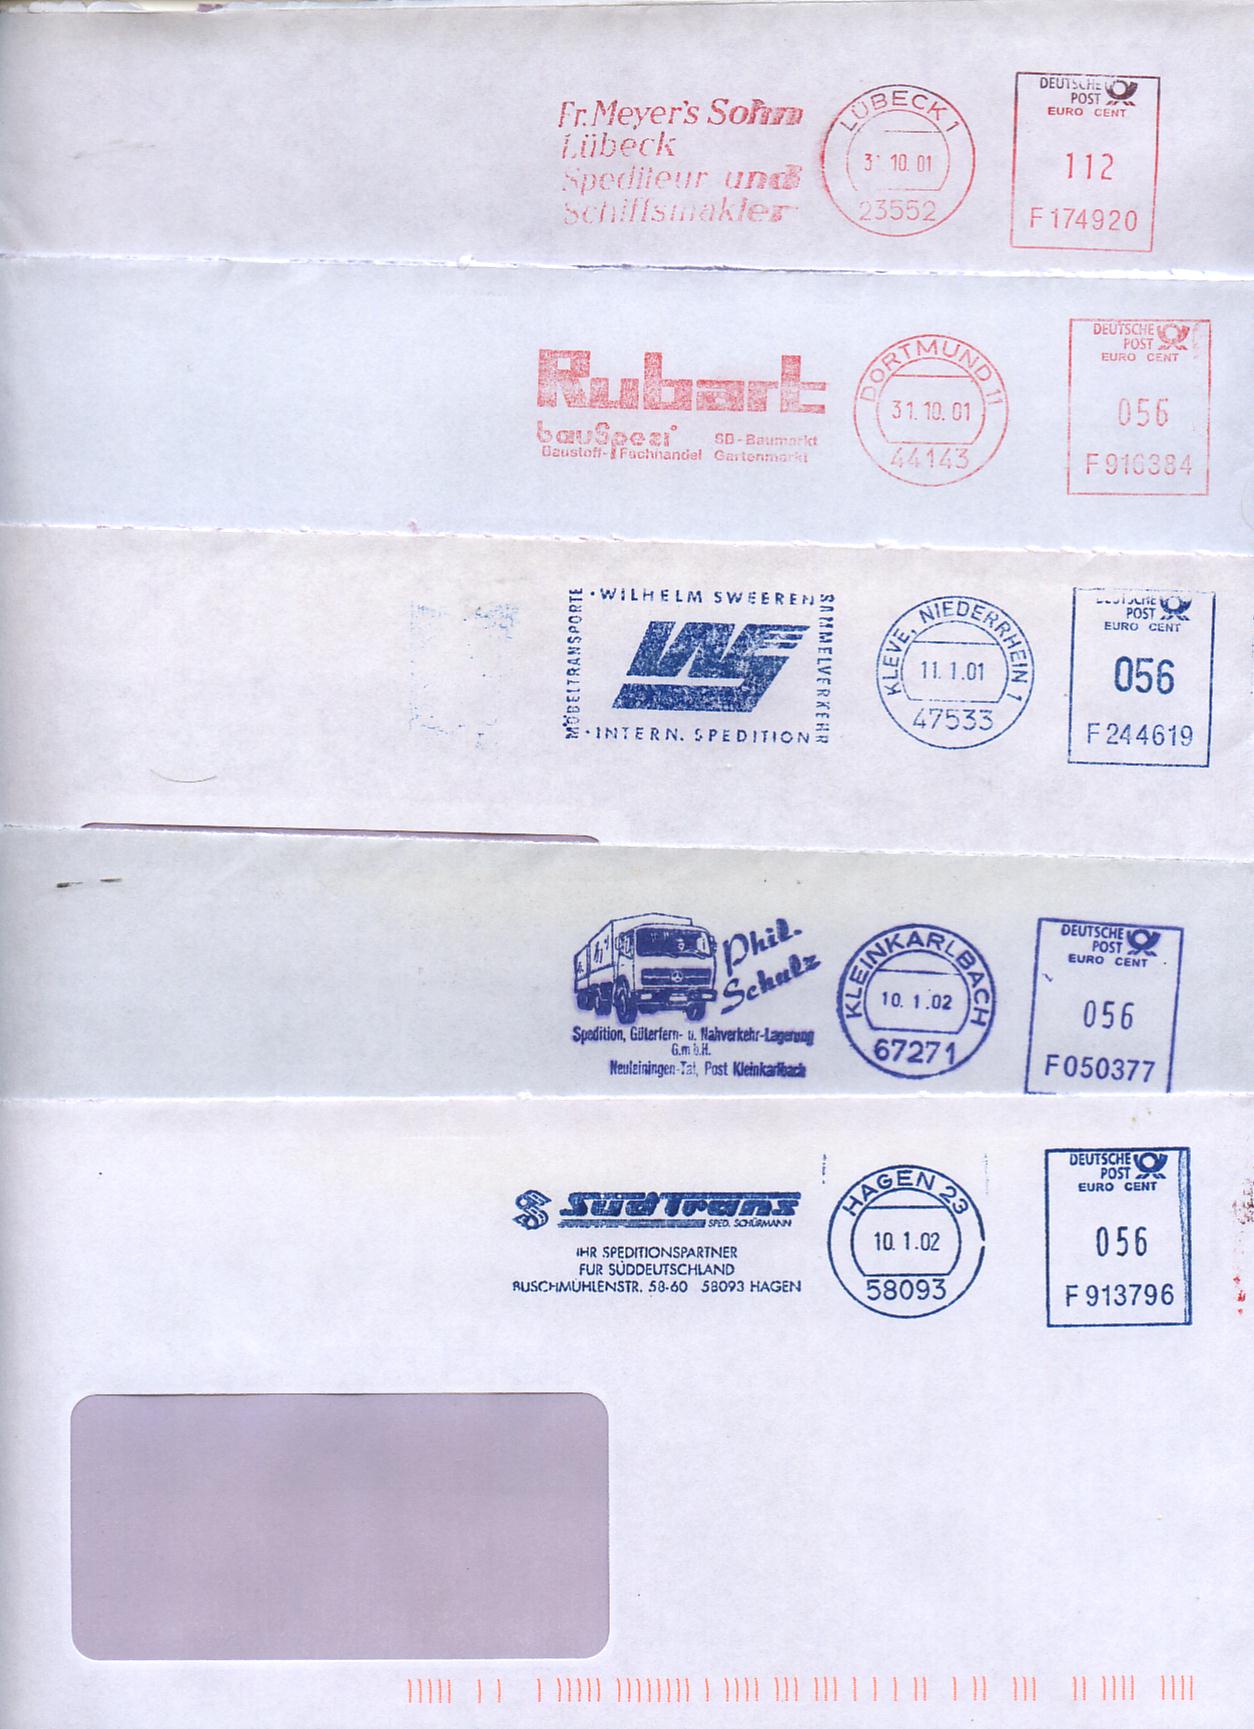 Fr. Meyer's Sohn
Lübeck
Spediteur und
Schiffsmakler
LÜBECK 1
31 10. 01
23552
DEUTSCHE
POST
EURO CENT
112
F 174920
Rubart
bauSpezi
SB-Baumarkt
Baustoff-Fachhandel Gartenmarkt
DORTMUND 11
31. 10. 01
44143
DEUTSCHE
POST
EURO CENT
056
F 916384
MÖBELTRANSPORTE
· WILHELM SWEEREN
SAMMELVERKEHR
WS
· INTERN. SPEDITION
KLEVE, NIEDERRHEIN 1
11. 1. 01
47533
DEUTSCHE
POST
EURO CENT
056
F 244619
Phil.
Schulz
Spedition, Güterfern- u. Nahverkehr-Lagerung
G.m.b.H.
Neuleiningen-Tal, Post Kleinkarlbach
KLEINKARLBACH
10. 1. 02
67271
DEUTSCHE
POST
EURO CENT
056
F 050377
SüdTrans
SPED. SCHÜRMANN
IHR SPEDITIONSPARTNER
FÜR SÜDDEUTSCHLAND
BUSCHMÜHLENSTR. 58-60 58093 HAGEN
HAGEN 23
10. 1. 02
58093
DEUTSCHE
POST
EURO CENT
056
F 913796